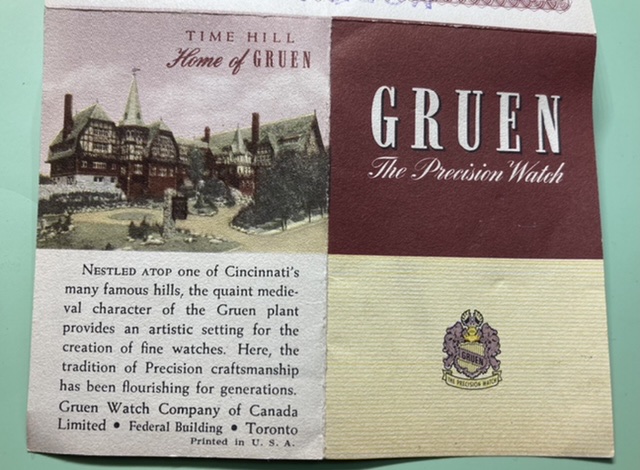 TIME HILL
Home of GRUEN
NESTLED ATOP one of Cincinnati's
many famous hills, the quaint medie-
val character of the Gruen plant
provides an artistic setting for the
creation of fine watches. Here, the
tradition of Precision craftsmanship
has been flourishing for generations.
Gruen Watch Company of Canada
Limited • Federal Building • Toronto
Printed in U. S. A.
GRUEN
The Precision Watch
GRUEN
THE PRECISION WATCH